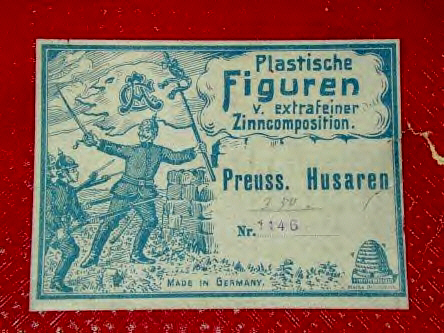 Plastische
Figuren
v. extrafeiner
Zinncomposition.
Preuss. Husaren
Nr. 1146
MADE IN GERMANY.